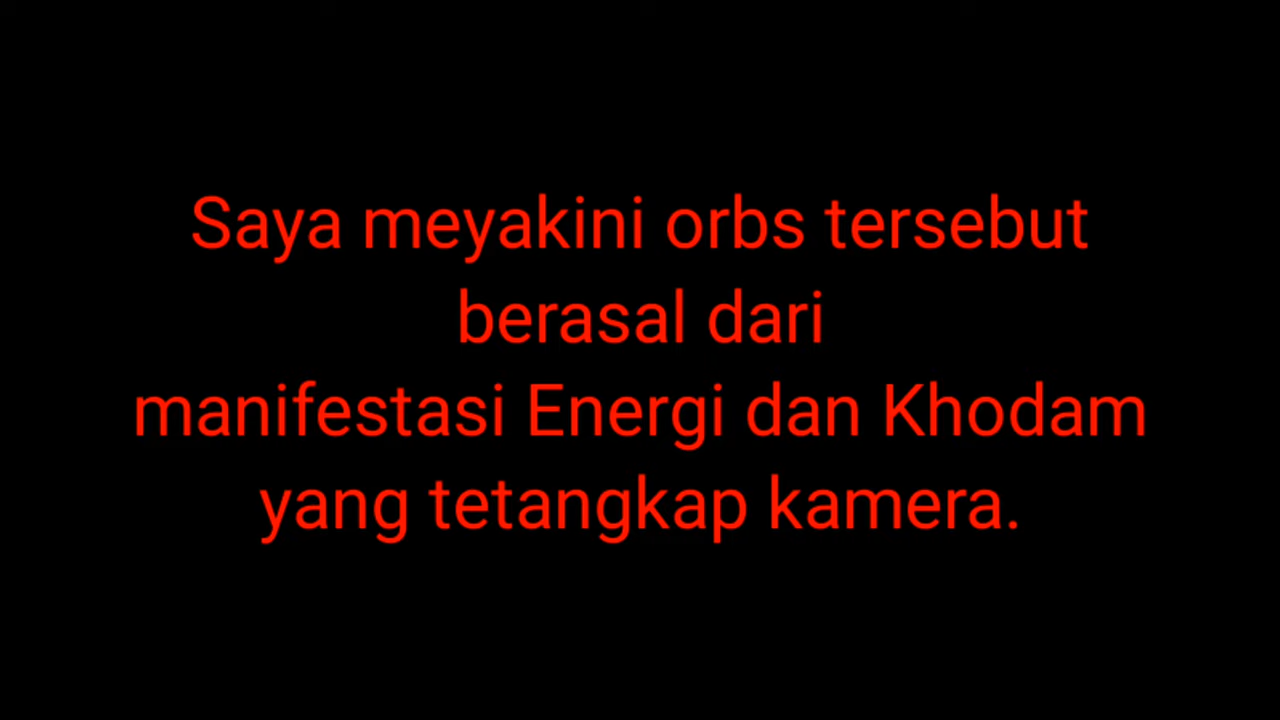 Saya meyakini orbs tersebut
berasal dari
manifestasi Energi dan Khodam
yang tetangkap kamera.